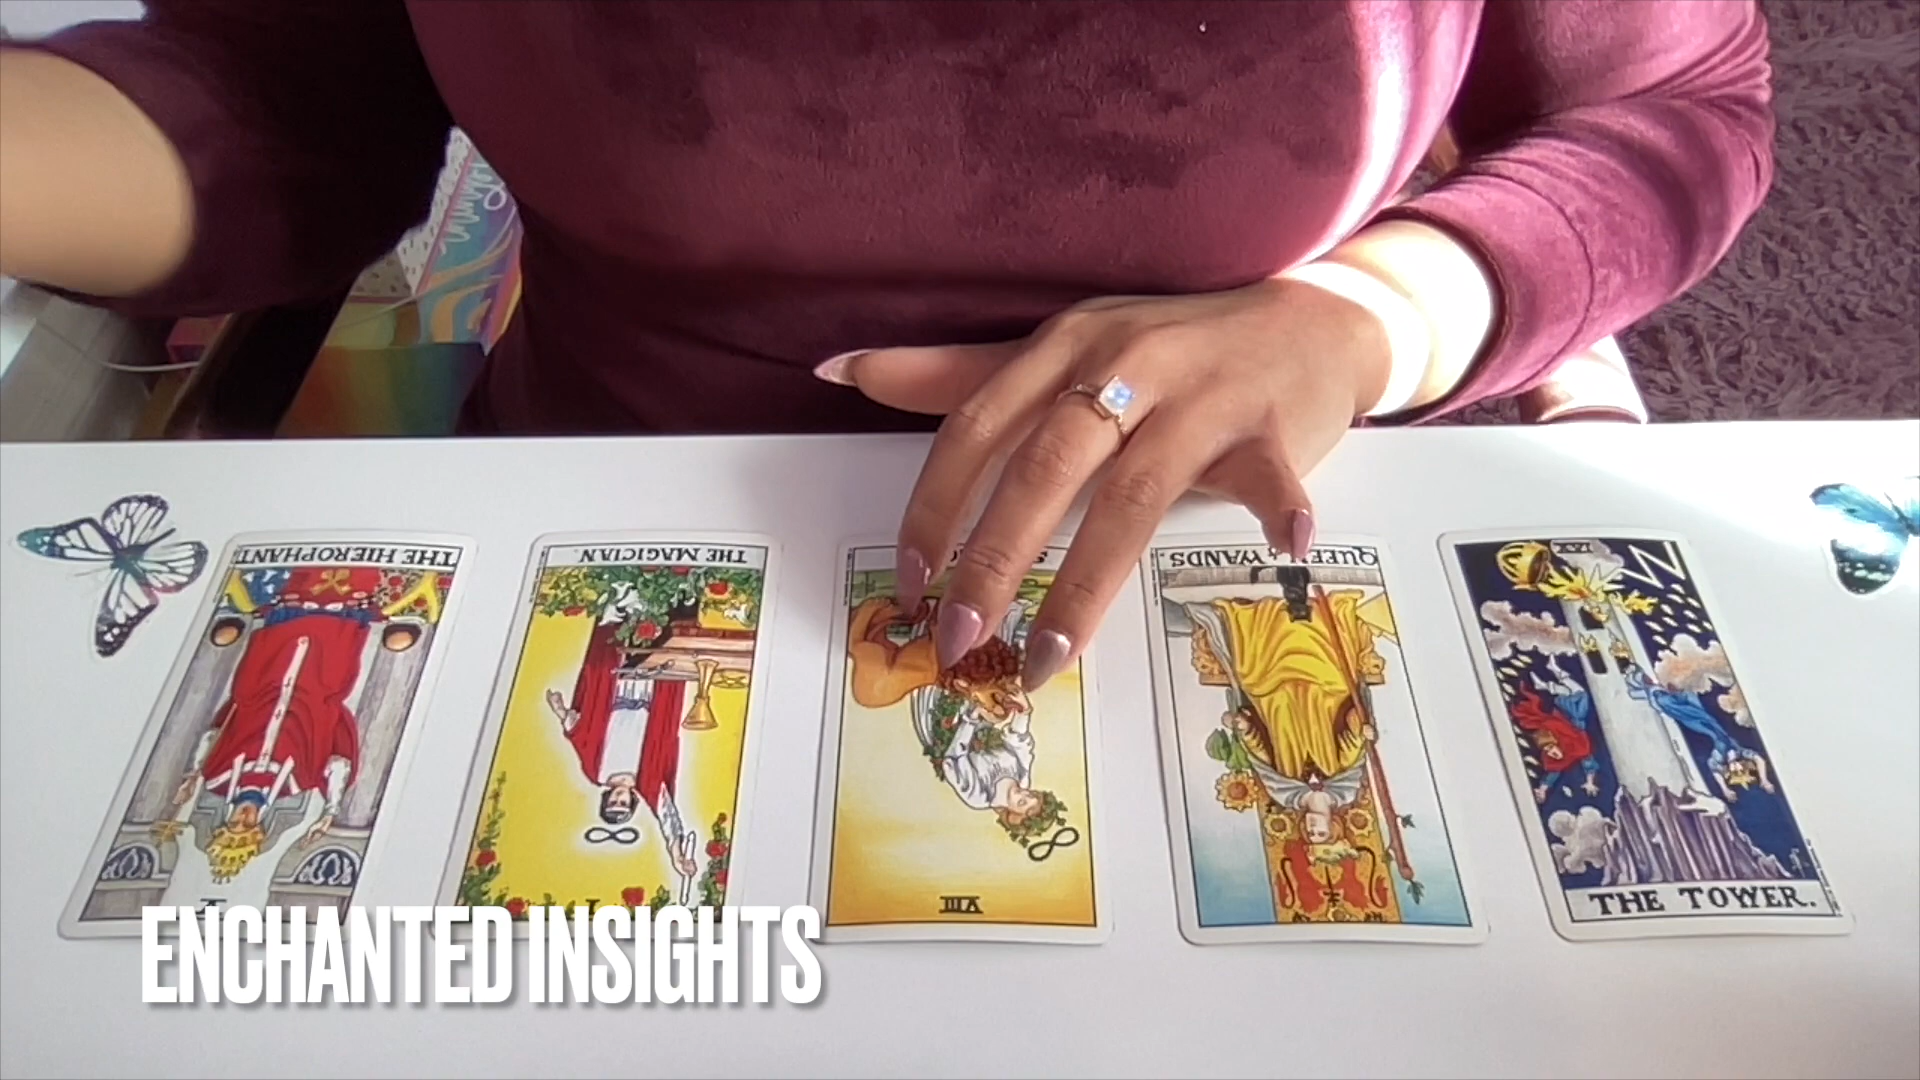 THE HIEROPHANT
THE MAGICIAN.
QUEEN of WANDS.
XVI
VIII
I
V
THE TOWER.
ENCHANTED INSIGHTS